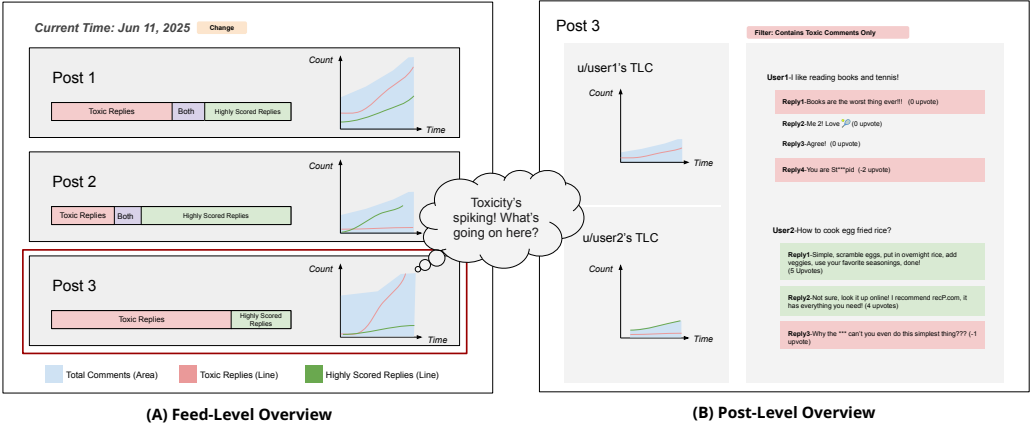 Current Time: Jun 11, 2025
Change
Post 1
Toxic Replies
Both
Highly Scored Replies
Count
Time
Post 2
Toxic Replies
Both
Highly Scored Replies
Count
Time
Toxicity's
spiking! What's
going on here?
Post 3
Toxic Replies
Highly Scored
Replies
Count
Time
Total Comments (Area)
Toxic Replies (Line)
Highly Scored Replies (Line)
(A) Feed-Level Overview
Post 3
Filter: Contains Toxic Comments Only
u/user1's TLC
Count
Time
u/user2's TLC
Count
Time
User1-I like reading books and tennis!
Reply1-Books are the worst thing ever!!! (0 upvote)
Reply2-Me 2! Love 🎾 (0 upvote)
Reply3-Agree! (0 upvote)
Reply4-You are St***pid (-2 upvote)
User2-How to cook egg fried rice?
Reply1-Simple, scramble eggs, put in overnight rice, add
veggies, use your favorite seasonings, done!
(5 Upvotes)
Reply2-Not sure, look it up online! I recommend recP.com, it
has everything you need! (4 upvotes)
Reply3-Why the *** can't you even do this simplest thing??? (-1
upvote)
(B) Post-Level Overview